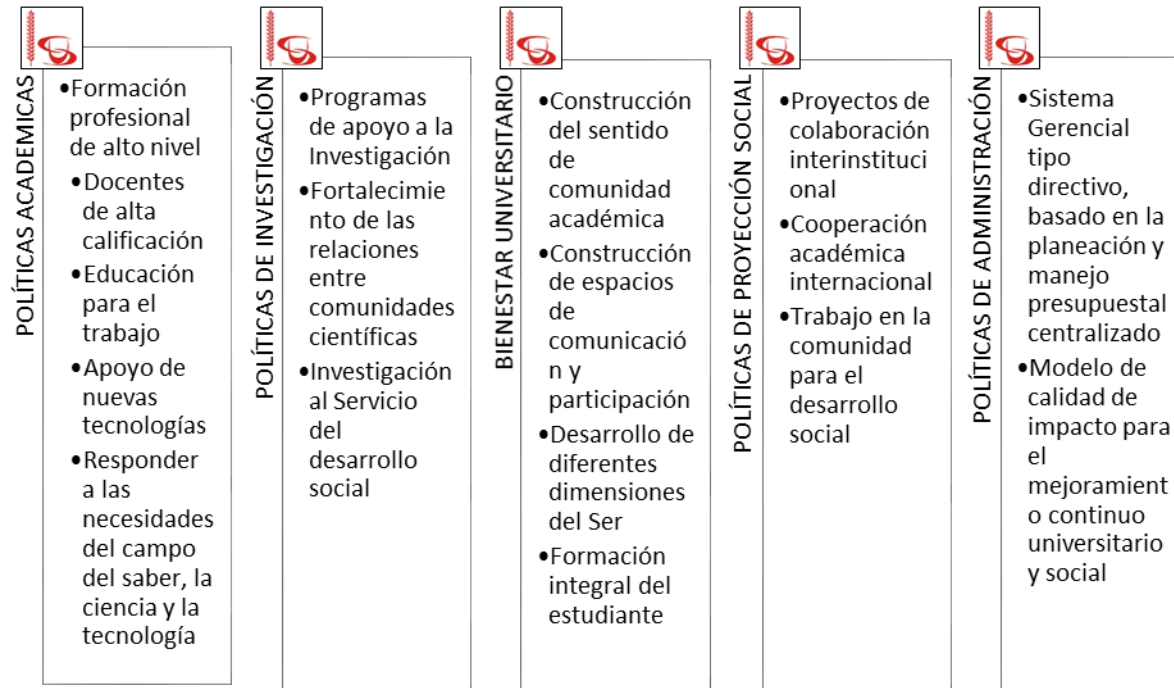 POLÍTICAS ACADEMICAS
•Formación
profesional
de alto nivel
•Docentes
de alta
calificación
•Educación
para el
trabajo
•Apoyo de
nuevas
tecnologías
•Responder
a las
necesidades
del campo
del saber, la
ciencia y la
tecnología
POLÍTICAS DE INVESTIGACIÓN
•Programas
de apoyo a la
Investigación
•Fortalecimie
nto de las
relaciones
entre
comunidades
científicas
•Investigación
al Servicio
del
desarrollo
social
BIENESTAR UNIVERSITARIO
•Construcción
del sentido
de
comunidad
académica
•Construcción
de espacios
de
comunicació
n y
participación
•Desarrollo de
diferentes
dimensiones
del Ser
•Formación
integral del
estudiante
POLÍTICAS DE PROYECCIÓN SOCIAL
•Proyectos de
colaboración
interinstituci
onal
•Cooperación
académica
internacional
•Trabajo en la
comunidad
para el
desarrollo
social
POLÍTICAS DE ADMINISTRACIÓN
•Sistema
Gerencial
tipo
directivo,
basado en la
planeación y
manejo
presupuestal
centralizado
•Modelo de
calidad de
impacto para
el
mejoramient
o continuo
universitario
y social